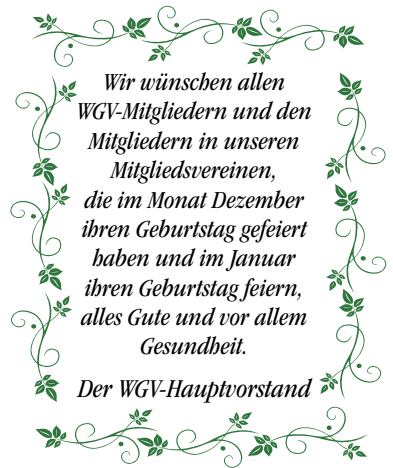 Wir wünschen allen
WGV-Mitgliedern und den
Mitgliedern in unseren
Mitgliedsvereinen,
die im Monat Dezember
ihren Geburtstag gefeiert
haben und im Januar
ihren Geburtstag feiern,
alles Gute und vor allem
Gesundheit.
Der WGV-Hauptvorstand